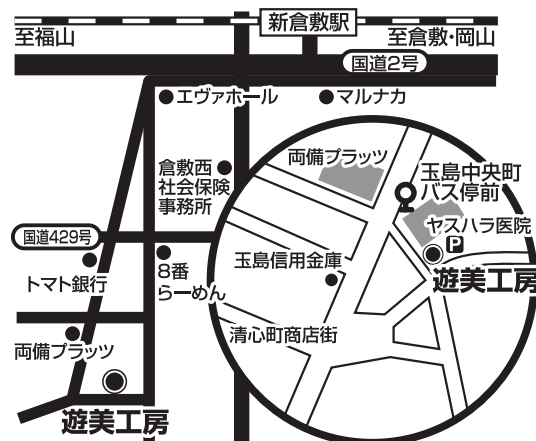 新倉敷駅
至福山
至倉敷・岡山
国道2号
エヴァホール
マルナカ
両備プラッツ
倉敷西
社会保険
事務所
玉島中央町
バス停前
ヤスハラ医院
P
国道429号
玉島信用金庫
8番
らーめん
トマト銀行
遊美工房
清心町商店街
両備プラッツ
遊美工房